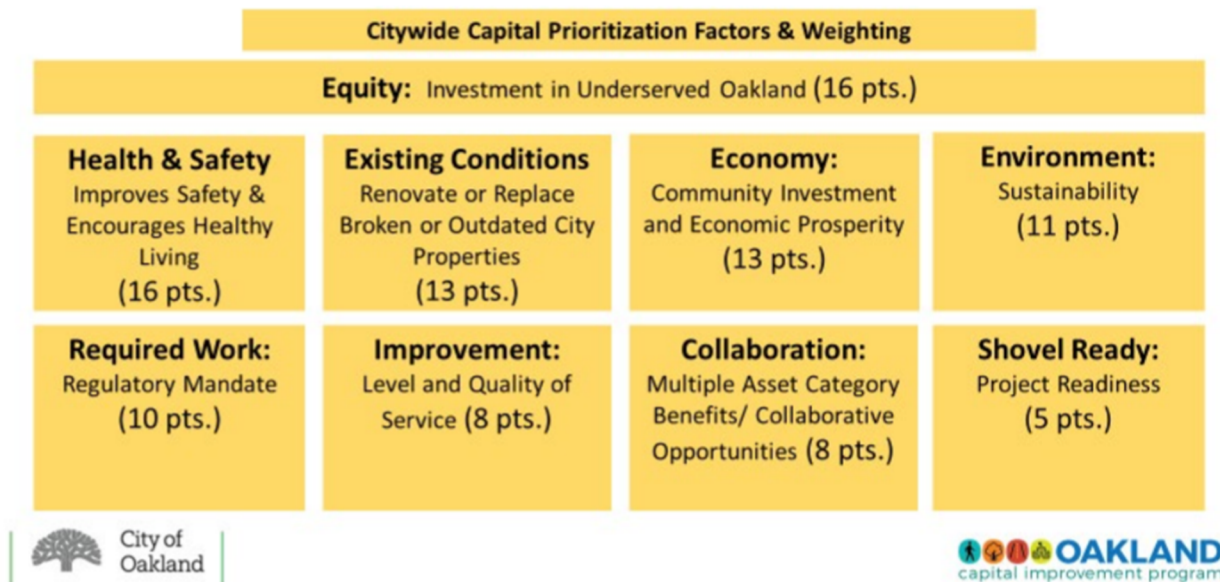 Citywide Capital Prioritization Factors & Weighting
Equity: Investment in Underserved Oakland (16 pts.)
Health & Safety
Improves Safety &
Encourages Healthy
Living
(16 pts.)
Existing Conditions
Renovate or Replace
Broken or Outdated City
Properties
(13 pts.)
Economy:
Community Investment
and Economic Prosperity
(13 pts.)
Environment:
Sustainability
(11 pts.)
Required Work:
Regulatory Mandate
(10 pts.)
Improvement:
Level and Quality of
Service (8 pts.)
Collaboration:
Multiple Asset Category
Benefits/ Collaborative
Opportunities (8 pts.)
Shovel Ready:
Project Readiness
(5 pts.)
City of
Oakland
OAKLAND
capital improvement program